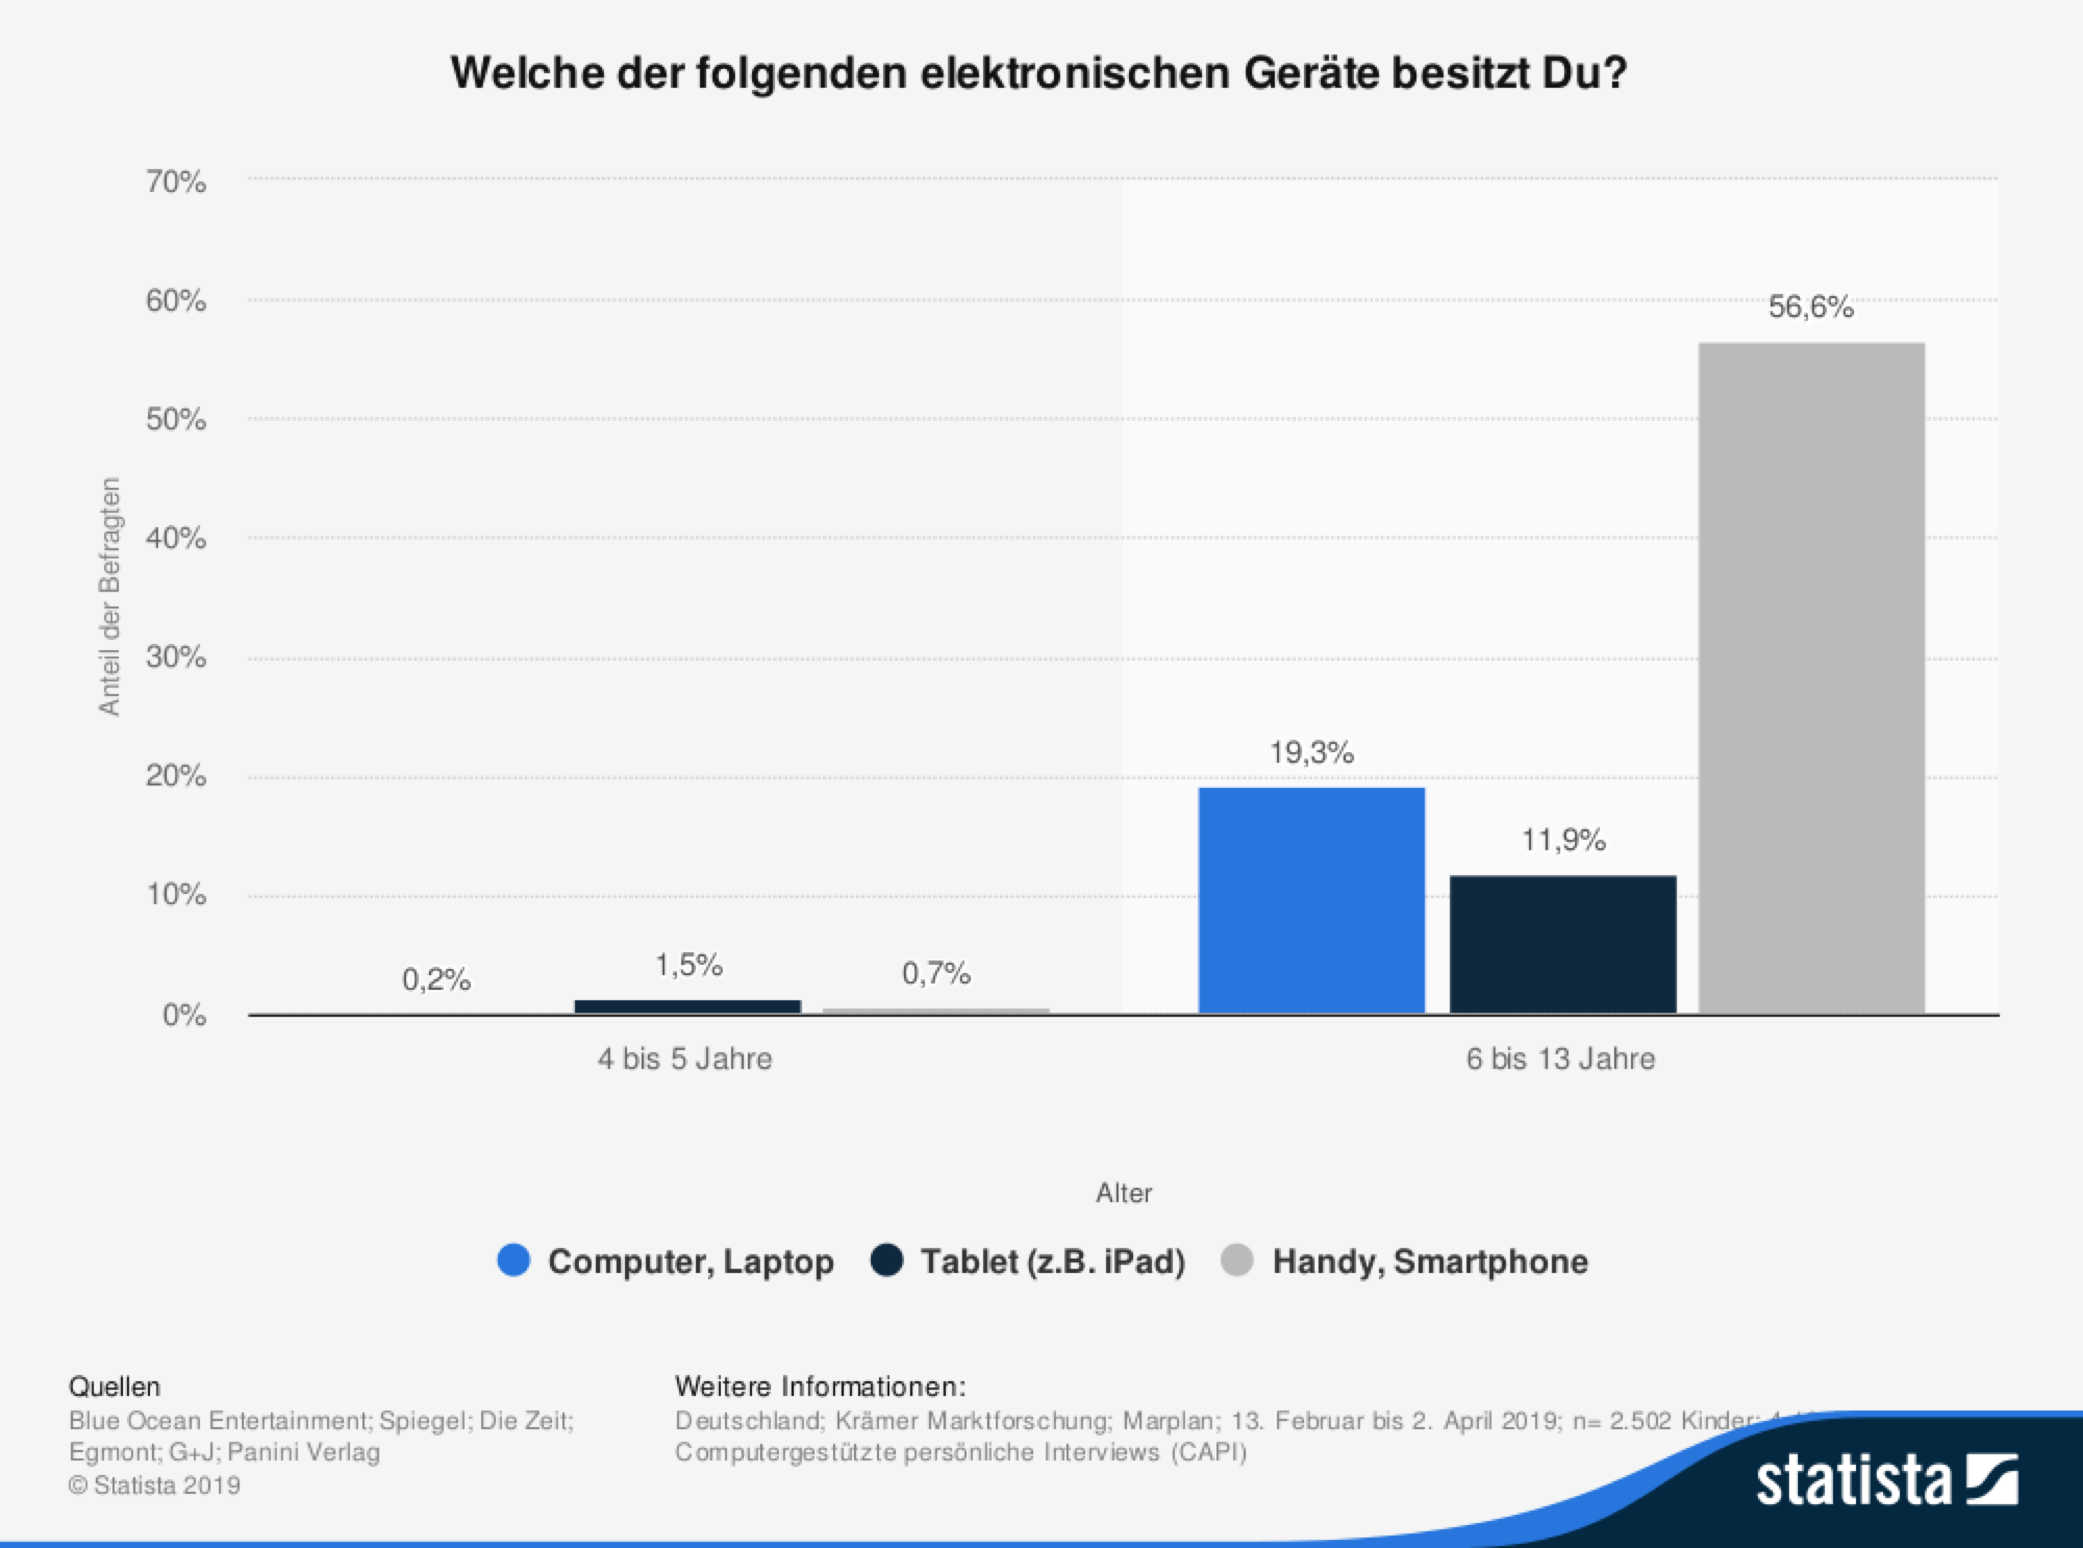 Welche der folgenden elektronischen Geräte besitzt Du?
70%
60%
50%
40%
30%
20%
10%
0%
Anteil der Befragten
0,2%
1,5%
0,7%
19,3%
11,9%
56,6%
4 bis 5 Jahre
6 bis 13 Jahre
Alter
Computer, Laptop
Tablet (z.B. iPad)
Handy, Smartphone
Quellen
Blue Ocean Entertainment; Spiegel; Die Zeit;
Egmont; G+J; Panini Verlag
© Statista 2019
Weitere Informationen:
Deutschland; Krämer Marktforschung; Marplan; 13. Februar bis 2. April 2019; n= 2.502 Kinder;
Computergestützte persönliche Interviews (CAPI)
statista